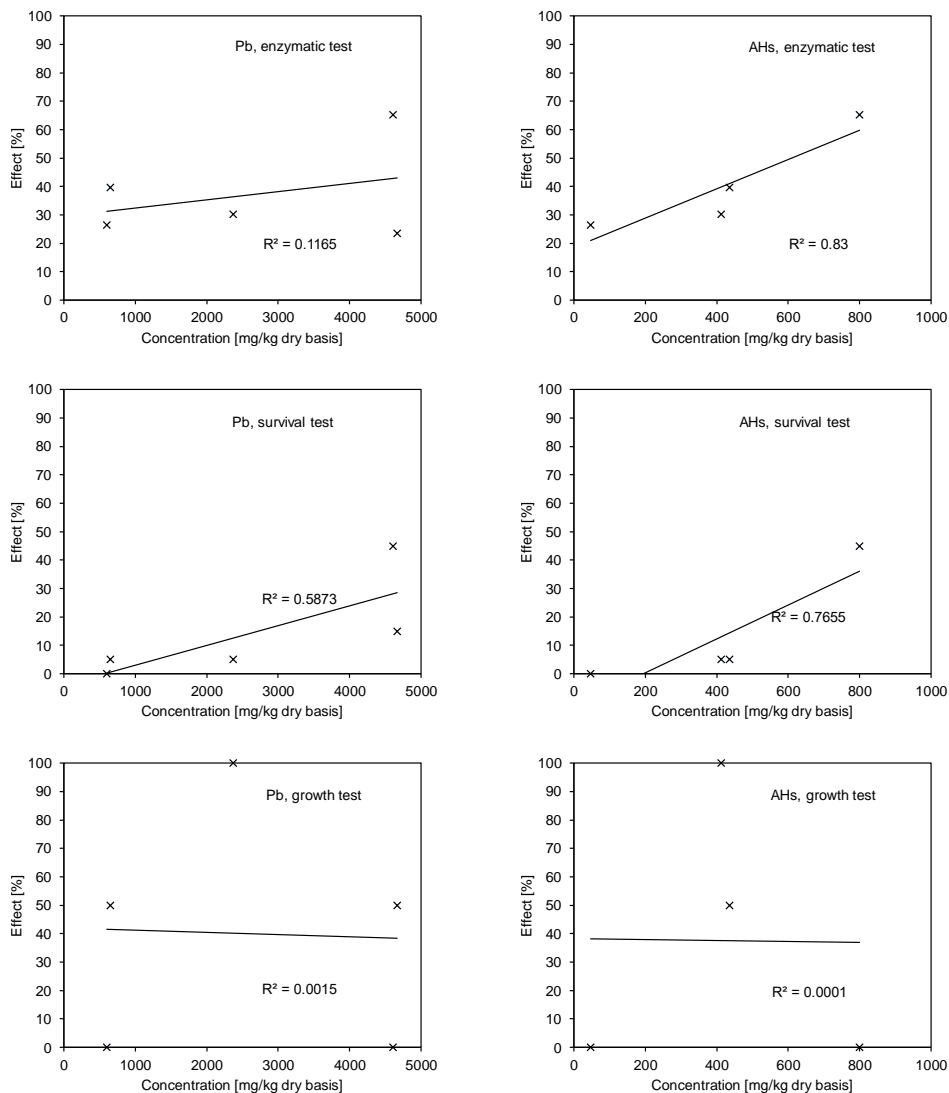 Pb, enzymatic test
Effect [%]
100
90
80
70
60
50
40
30
20
10
0
R² = 0.1165
0 1000 2000 3000 4000 5000
Concentration [mg/kg dry basis]
AHs, enzymatic test
Effect [%]
100
90
80
70
60
50
40
30
20
10
0
R² = 0.83
0 200 400 600 800 1000
Concentration [mg/kg dry basis]
Pb, survival test
Effect [%]
100
90
80
70
60
50
40
30
20
10
0
R² = 0.5873
0 1000 2000 3000 4000 5000
Concentration [mg/kg dry basis]
AHs, survival test
Effect [%]
100
90
80
70
60
50
40
30
20
10
0
R² = 0.7655
0 200 400 600 800 1000
Concentration [mg/kg dry basis]
Pb, growth test
Effect [%]
100
90
80
70
60
50
40
30
20
10
0
R² = 0.0015
0 1000 2000 3000 4000 5000
Concentration [mg/kg dry basis]
AHs, growth test
Effect [%]
100
90
80
70
60
50
40
30
20
10
0
R² = 0.0001
0 200 400 600 800 1000
Concentration [mg/kg dry basis]